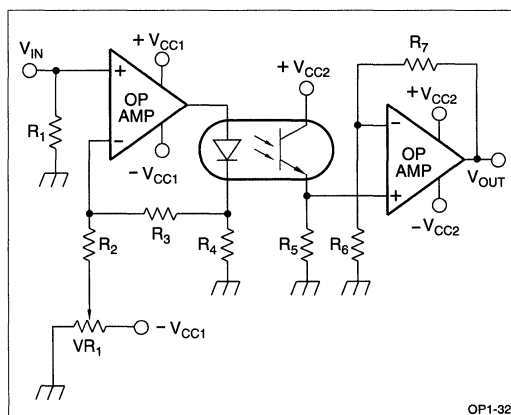 V_IN
+ V_CC1
+
OP
AMP
−
− V_CC1
R_1
R_2
R_3
R_4
VR_1
− V_CC1
+ V_CC2
R_5
R_6
R_7
+ V_CC2
−
OP
AMP
+
− V_CC2
V_OUT
OP1-32